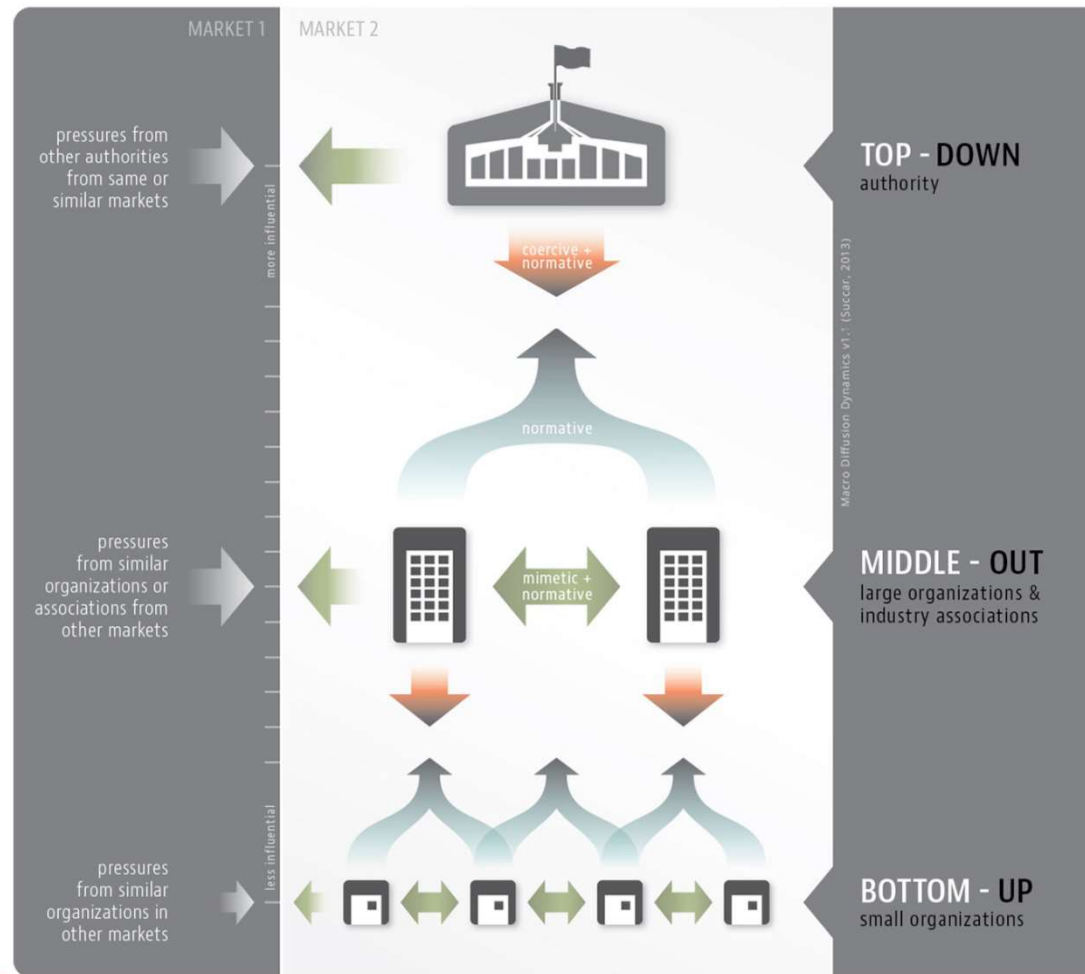 MARKET 1
MARKET 2
pressures from
other authorities
from same or
similar markets
more influential
coercive +
normative
TOP - DOWN
authority
Macro Diffusion Dynamics v1.1 (Succar, 2013)
normative
pressures
from similar
organizations or
associations from
other markets
mimetic +
normative
MIDDLE - OUT
large organizations &
industry associations
less influential
pressures
from similar
organizations in
other markets
BOTTOM - UP
small organizations